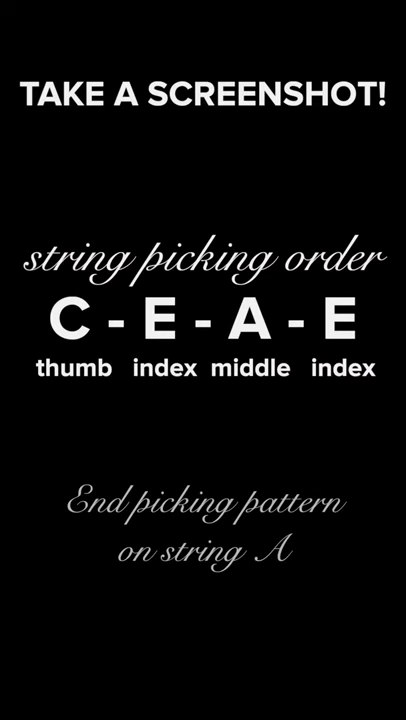 TAKE A SCREENSHOT!
string picking order
C - E - A - E
thumb index middle index
End picking pattern
on string A